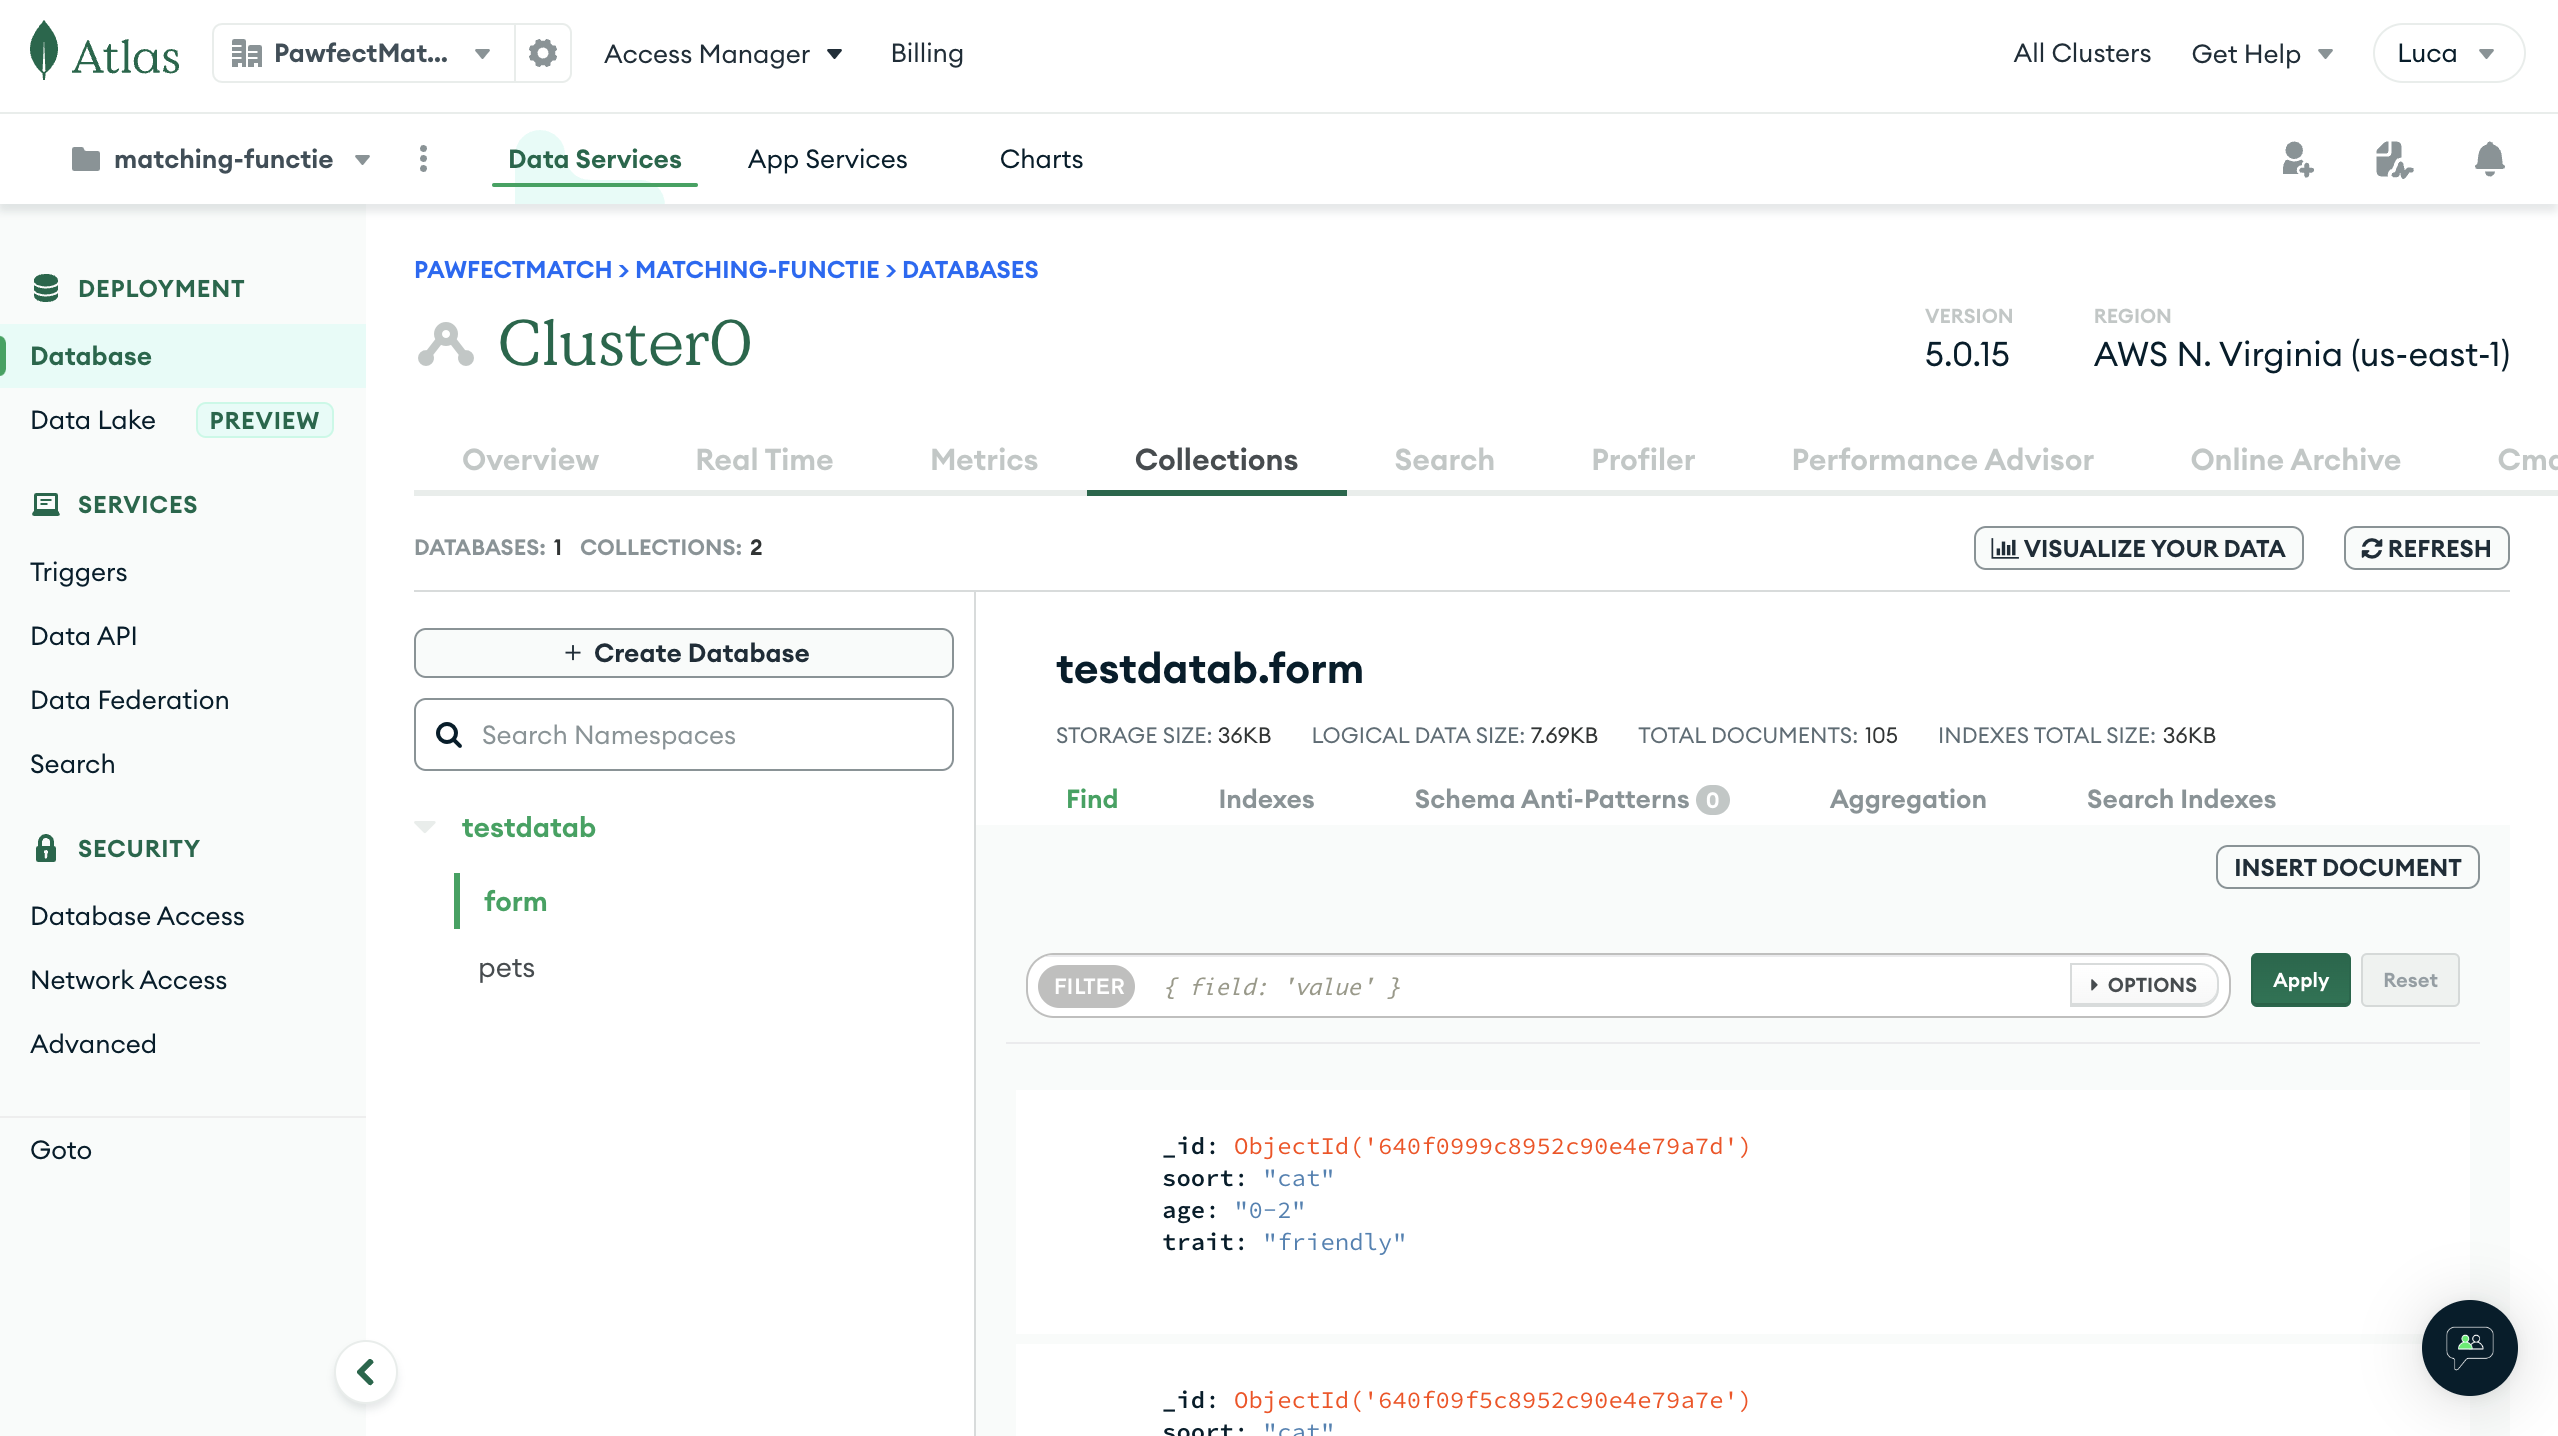 Atlas
PawfectMat...
Access Manager
Billing
All Clusters
Get Help
Luca
matching-functie
Data Services
App Services
Charts
DEPLOYMENT
Database
Data Lake PREVIEW
SERVICES
Triggers
Data API
Data Federation
Search
SECURITY
Database Access
Network Access
Advanced
Goto
PAWFECTMATCH > MATCHING-FUNCTIE > DATABASES
Cluster0
VERSION
5.0.15
REGION
AWS N. Virginia (us-east-1)
Overview
Real Time
Metrics
Collections
Search
Profiler
Performance Advisor
Online Archive
DATABASES: 1 COLLECTIONS: 2
VISUALIZE YOUR DATA
REFRESH
+ Create Database
Search Namespaces
testdatab
form
pets
testdatab.form
STORAGE SIZE: 36KB LOGICAL DATA SIZE: 7.69KB TOTAL DOCUMENTS: 105 INDEXES TOTAL SIZE: 36KB
Find
Indexes
Schema Anti-Patterns 0
Aggregation
Search Indexes
INSERT DOCUMENT
FILTER { field: 'value' }
OPTIONS
Apply
Reset
_id: ObjectId('640f0999c8952c90e4e79a7d')
soort: "cat"
age: "0-2"
trait: "friendly"
_id: ObjectId('640f09f5c8952c90e4e79a7e')
soort: "cat"